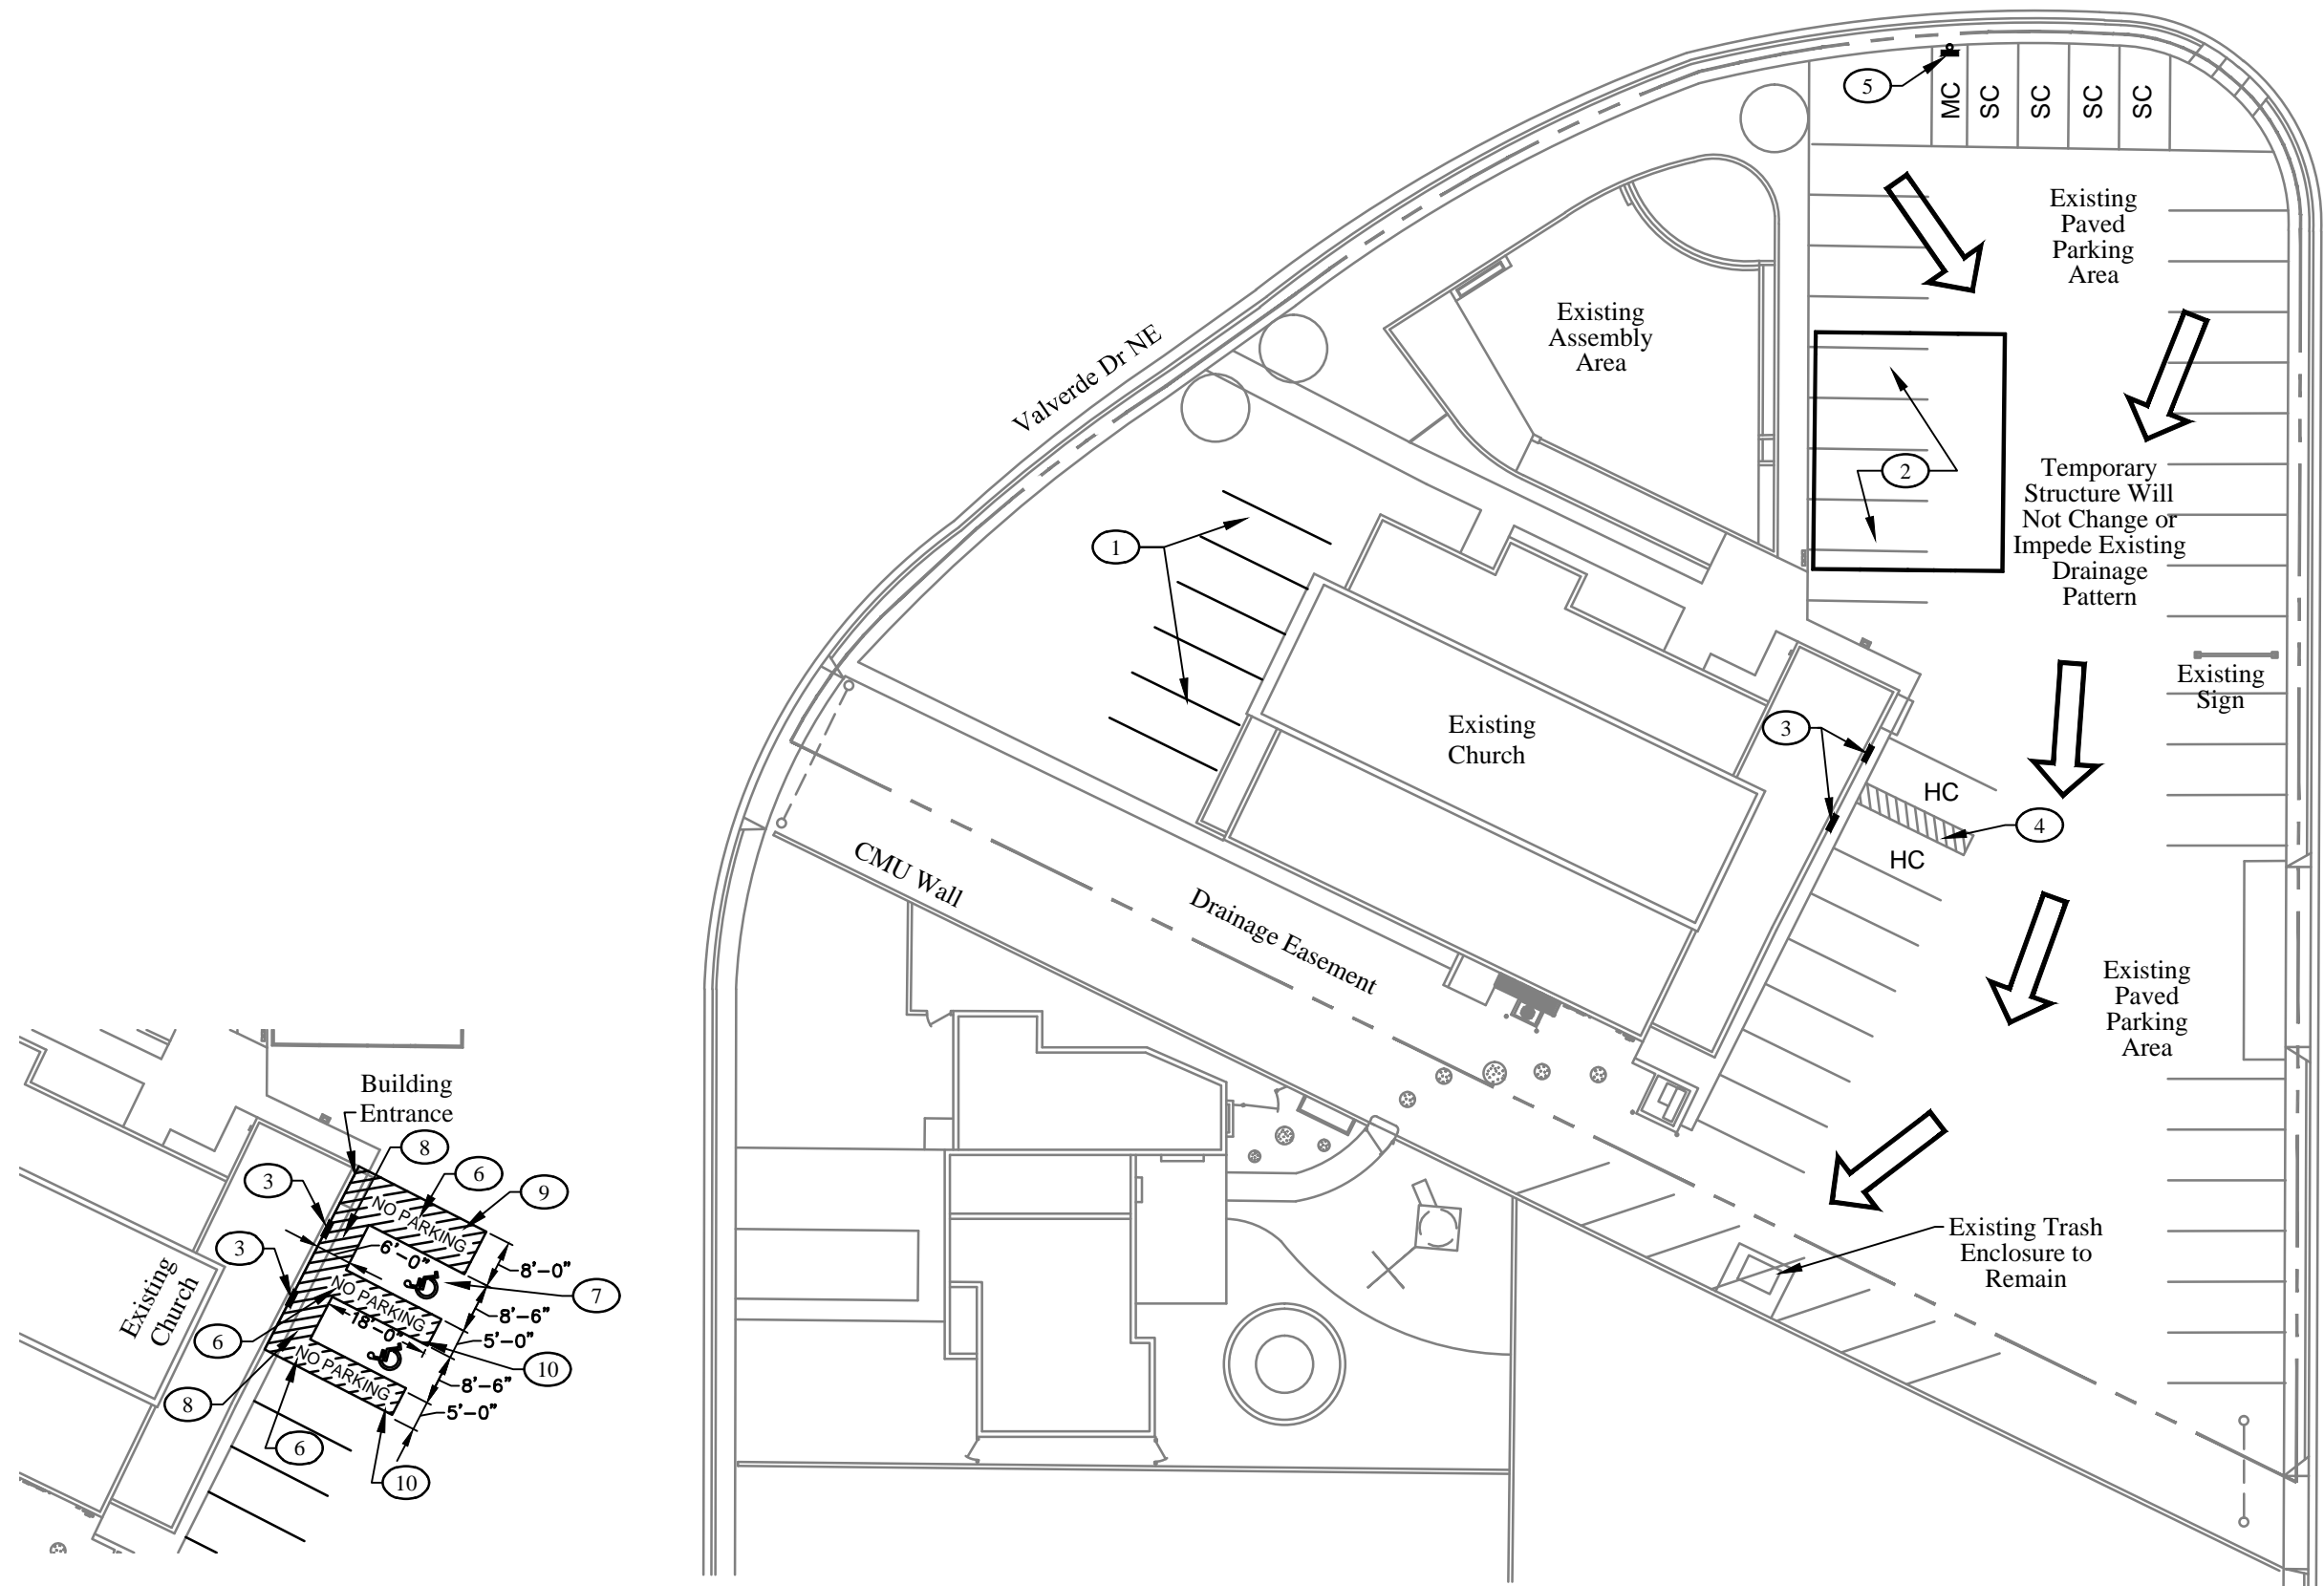 5
MC
SC
SC
SC
SC
Existing
Paved
Parking
Area
Existing
Assembly
Area
Valverde Dr NE
2
Temporary
Structure Will
Not Change or
Impede Existing
Drainage
Pattern
1
Existing
Sign
Existing
Church
3
HC
4
HC
CMU Wall
Drainage Easement
Existing
Paved
Parking
Area
Existing Trash
Enclosure to
Remain
Building
Entrance
8
6
3
9
NO PARKING
6'-0"
8'-0"
3
7
NO PARKING
8'-6"
Existing
Church
18'-0"
5'-0"
6
10
NO PARKING
8'-6"
8
5'-0"
6
10